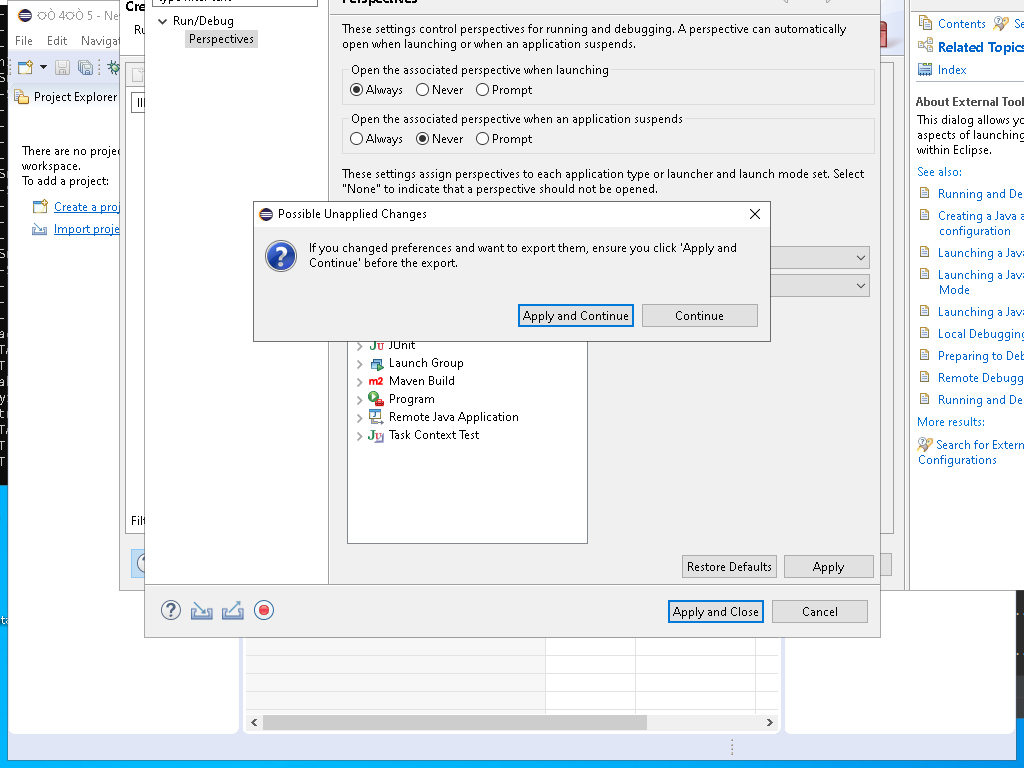 File Edit Navigat
Project Explorer
There are no projec
workspace.
To add a project:
Create a proj
Import proje
Cre
Filt
Run/Debug
Perspectives
Perspectives
These settings control perspectives for running and debugging. A perspective can automatically
open when launching or when an application suspends.
Open the associated perspective when launching
Always Never Prompt
Open the associated perspective when an application suspends
Always Never Prompt
These settings assign perspectives to each application type or launcher and launch mode set. Select
"None" to indicate that a perspective should not be opened.
Possible Unapplied Changes
If you changed preferences and want to export them, ensure you click 'Apply and
Continue' before the export.
Apply and Continue Continue
JUnit
Launch Group
Maven Build
Program
Remote Java Application
Task Context Test
Restore Defaults Apply
Apply and Close Cancel
Contents Se
Related Topics
Index
About External Tool
This dialog allows yo
aspects of launching
within Eclipse.
See also:
Running and De
Creating a Java a
configuration
Launching a Java
Launching a Java
Mode
Launching a Java
Local Debugging
Preparing to Deb
Remote Debugg
Running and De
More results:
Search for Extern
Configurations